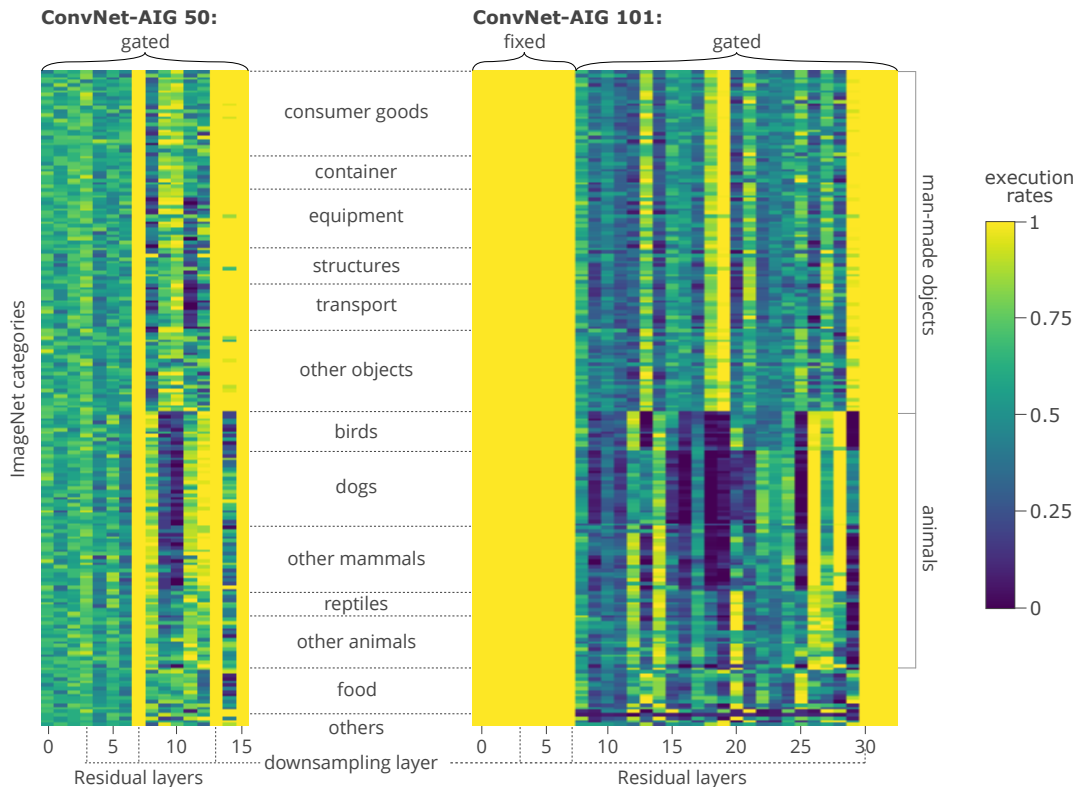 ConvNet-AIG 50:
ConvNet-AIG 101:
gated
fixed
gated
ImageNet categories
consumer goods
container
equipment
structures
transport
other objects
birds
dogs
other mammals
reptiles
other animals
food
others
man-made objects
animals
execution
rates
1
0.75
0.5
0.25
0
0 5 10 15
0 5 10 15 20 25 30
downsampling layer
Residual layers
Residual layers